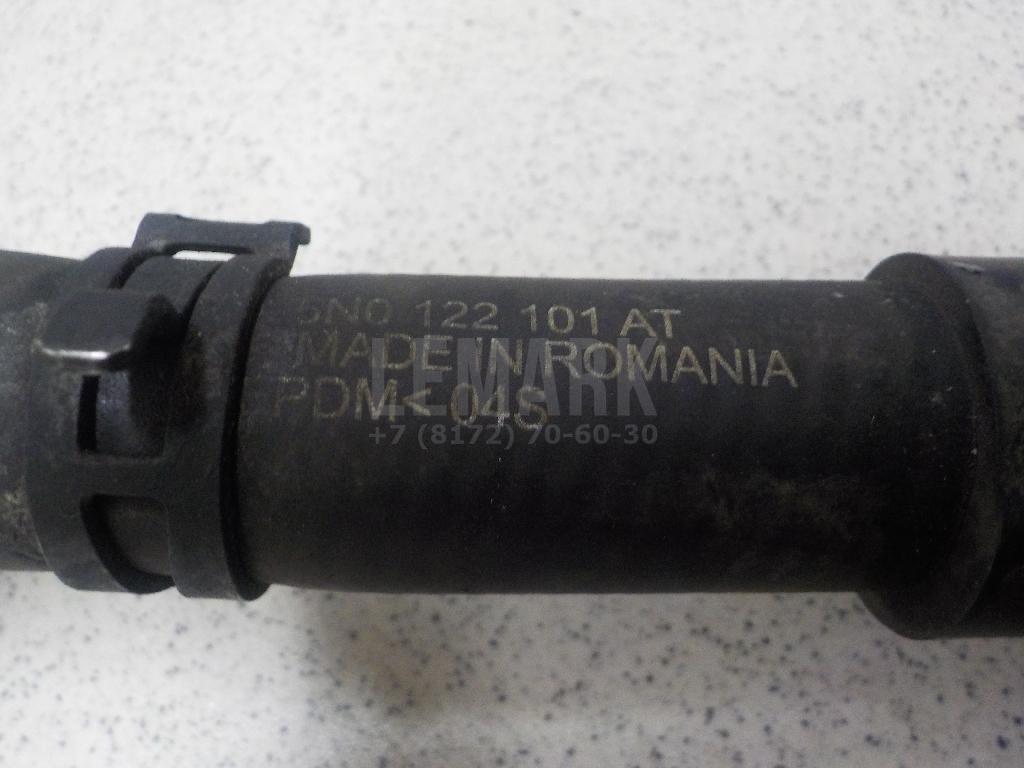 5N0 122 101 AT
MADE IN ROMANIA
PDM< 04S
LEMARK
+7 (8172) 70-60-30